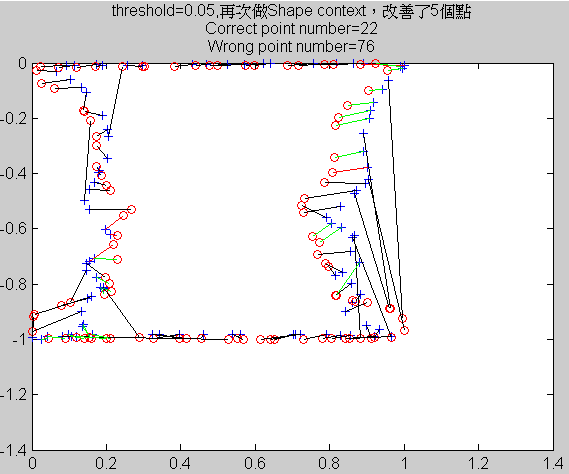 threshold=0.05,再次做Shape context，改善了5個點
Correct point number=22
Wrong point number=76
0
-0.2
-0.4
-0.6
-0.8
-1
-1.2
-1.4
0 0.2 0.4 0.6 0.8 1 1.2 1.4